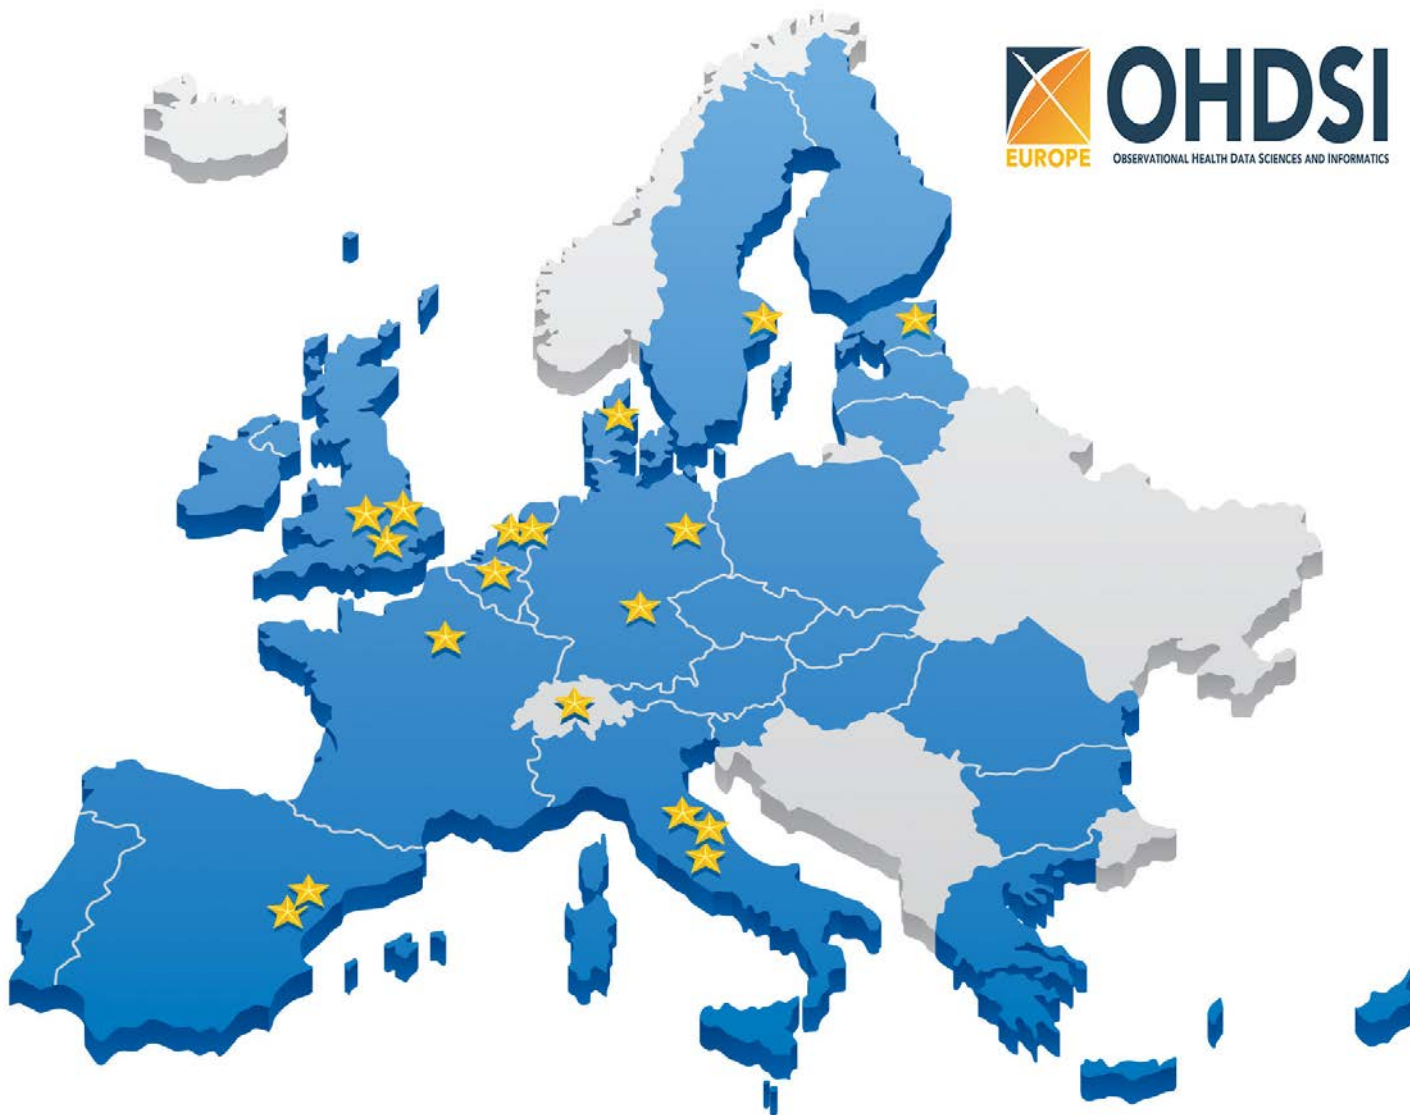 OHDSI
EUROPE
OBSERVATIONAL HEALTH DATA SCIENCES AND INFORMATICS